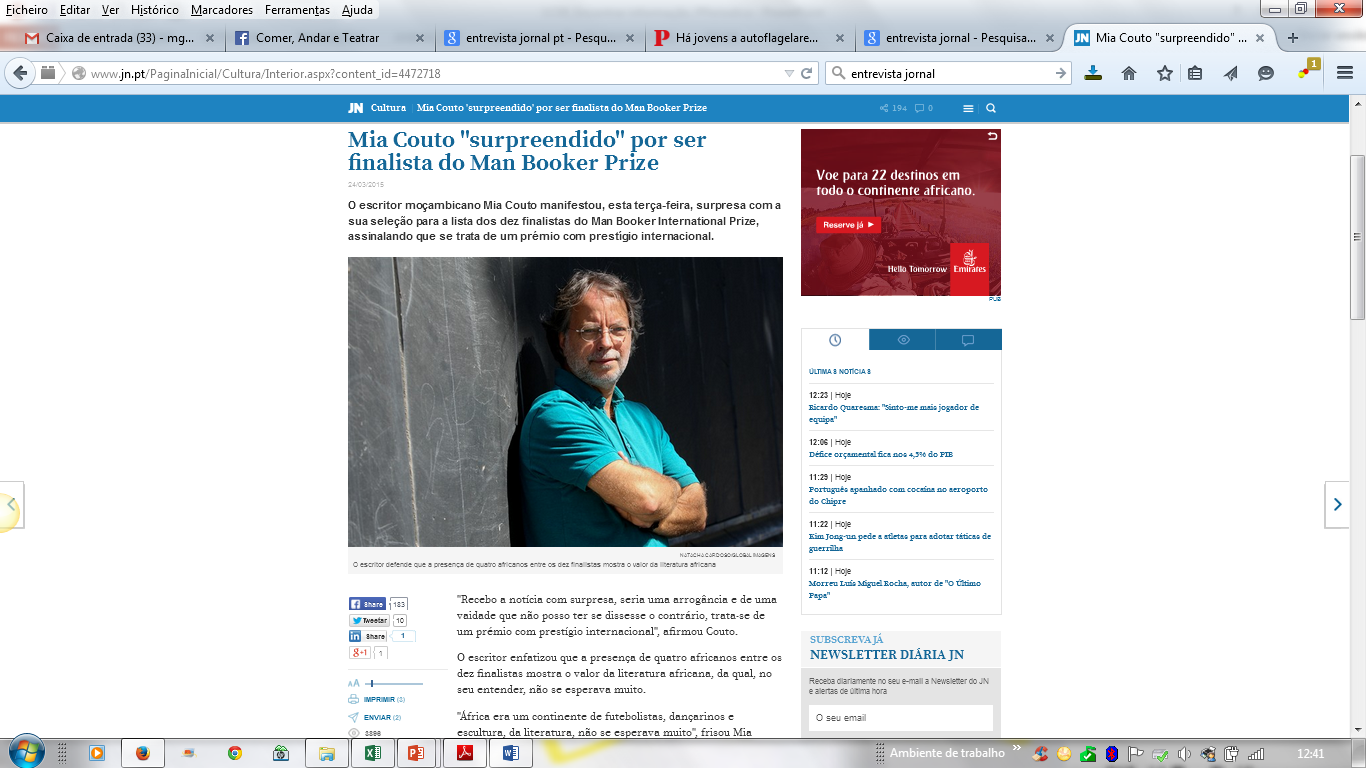 Ficheiro Editar Ver Histórico Marcadores Ferramentas Ajuda
Caixa de entrada (33) - mg...
Comer, Andar e Teatrar
entrevista jornal pt - Pesqu...
Há jovens a autoflagelare...
entrevista jornal - Pesquisa...
JN Mia Couto "surpreendido" ...
www.jn.pt/PaginaInicial/Cultura/Interior.aspx?content_id=4472718
entrevista jornal
1
JN Cultura Mia Couto 'surpreendido' por ser finalista do Man Booker Prize
194 0
Mia Couto "surpreendido" por ser
finalista do Man Booker Prize
24/03/2015
O escritor moçambicano Mia Couto manifestou, esta terça-feira, surpresa com a
sua seleção para a lista dos dez finalistas do Man Booker International Prize,
assinalando que se trata de um prémio com prestígio internacional.
NATACHA CARDOSO/GLOBAL IMAGENS
O escritor defende que a presença de quatro africanos entre os dez finalistas mostra o valor da literatura africana
Share 183
Tweetar 10
Share 1
+1 1
AA
IMPRIMIR (8)
ENVIAR (2)
3896
"Recebo a notícia com surpresa, seria uma arrogância e de uma
vaidade que não posso ter se dissesse o contrário, trata-se de
um prémio com prestígio internacional", afirmou Couto.
O escritor enfatizou que a presença de quatro africanos entre os
dez finalistas mostra o valor da literatura africana, da qual, no
seu entender, não se esperava muito.
"África era um continente de futebolistas, dançarinos e
escultura, da literatura, não se esperava muito", frisou Mia
Voe para 22 destinos em
todo o continente africano.
Reserve já
Hello Tomorrow
Emirates
PUB
ÚLTIMAS NOTÍCIAS
12:23 | Hoje
Ricardo Quaresma: "Sinto-me mais jogador de
equipa"
12:06 | Hoje
Défice orçamental fica nos 4,5% do PIB
11:29 | Hoje
Português apanhado com cocaína no aeroporto
do Chipre
11:22 | Hoje
Kim Jong-un pede a atletas para adotar táticas de
guerrilha
11:12 | Hoje
Morreu Luís Miguel Rocha, autor de "O Último
Papa"
SUBSCREVA JÁ
NEWSLETTER DIÁRIA JN
Receba diariamente no seu e-mail a Newsletter do JN
e alertas de última hora
O seu email
Ambiente de trabalho
12:41